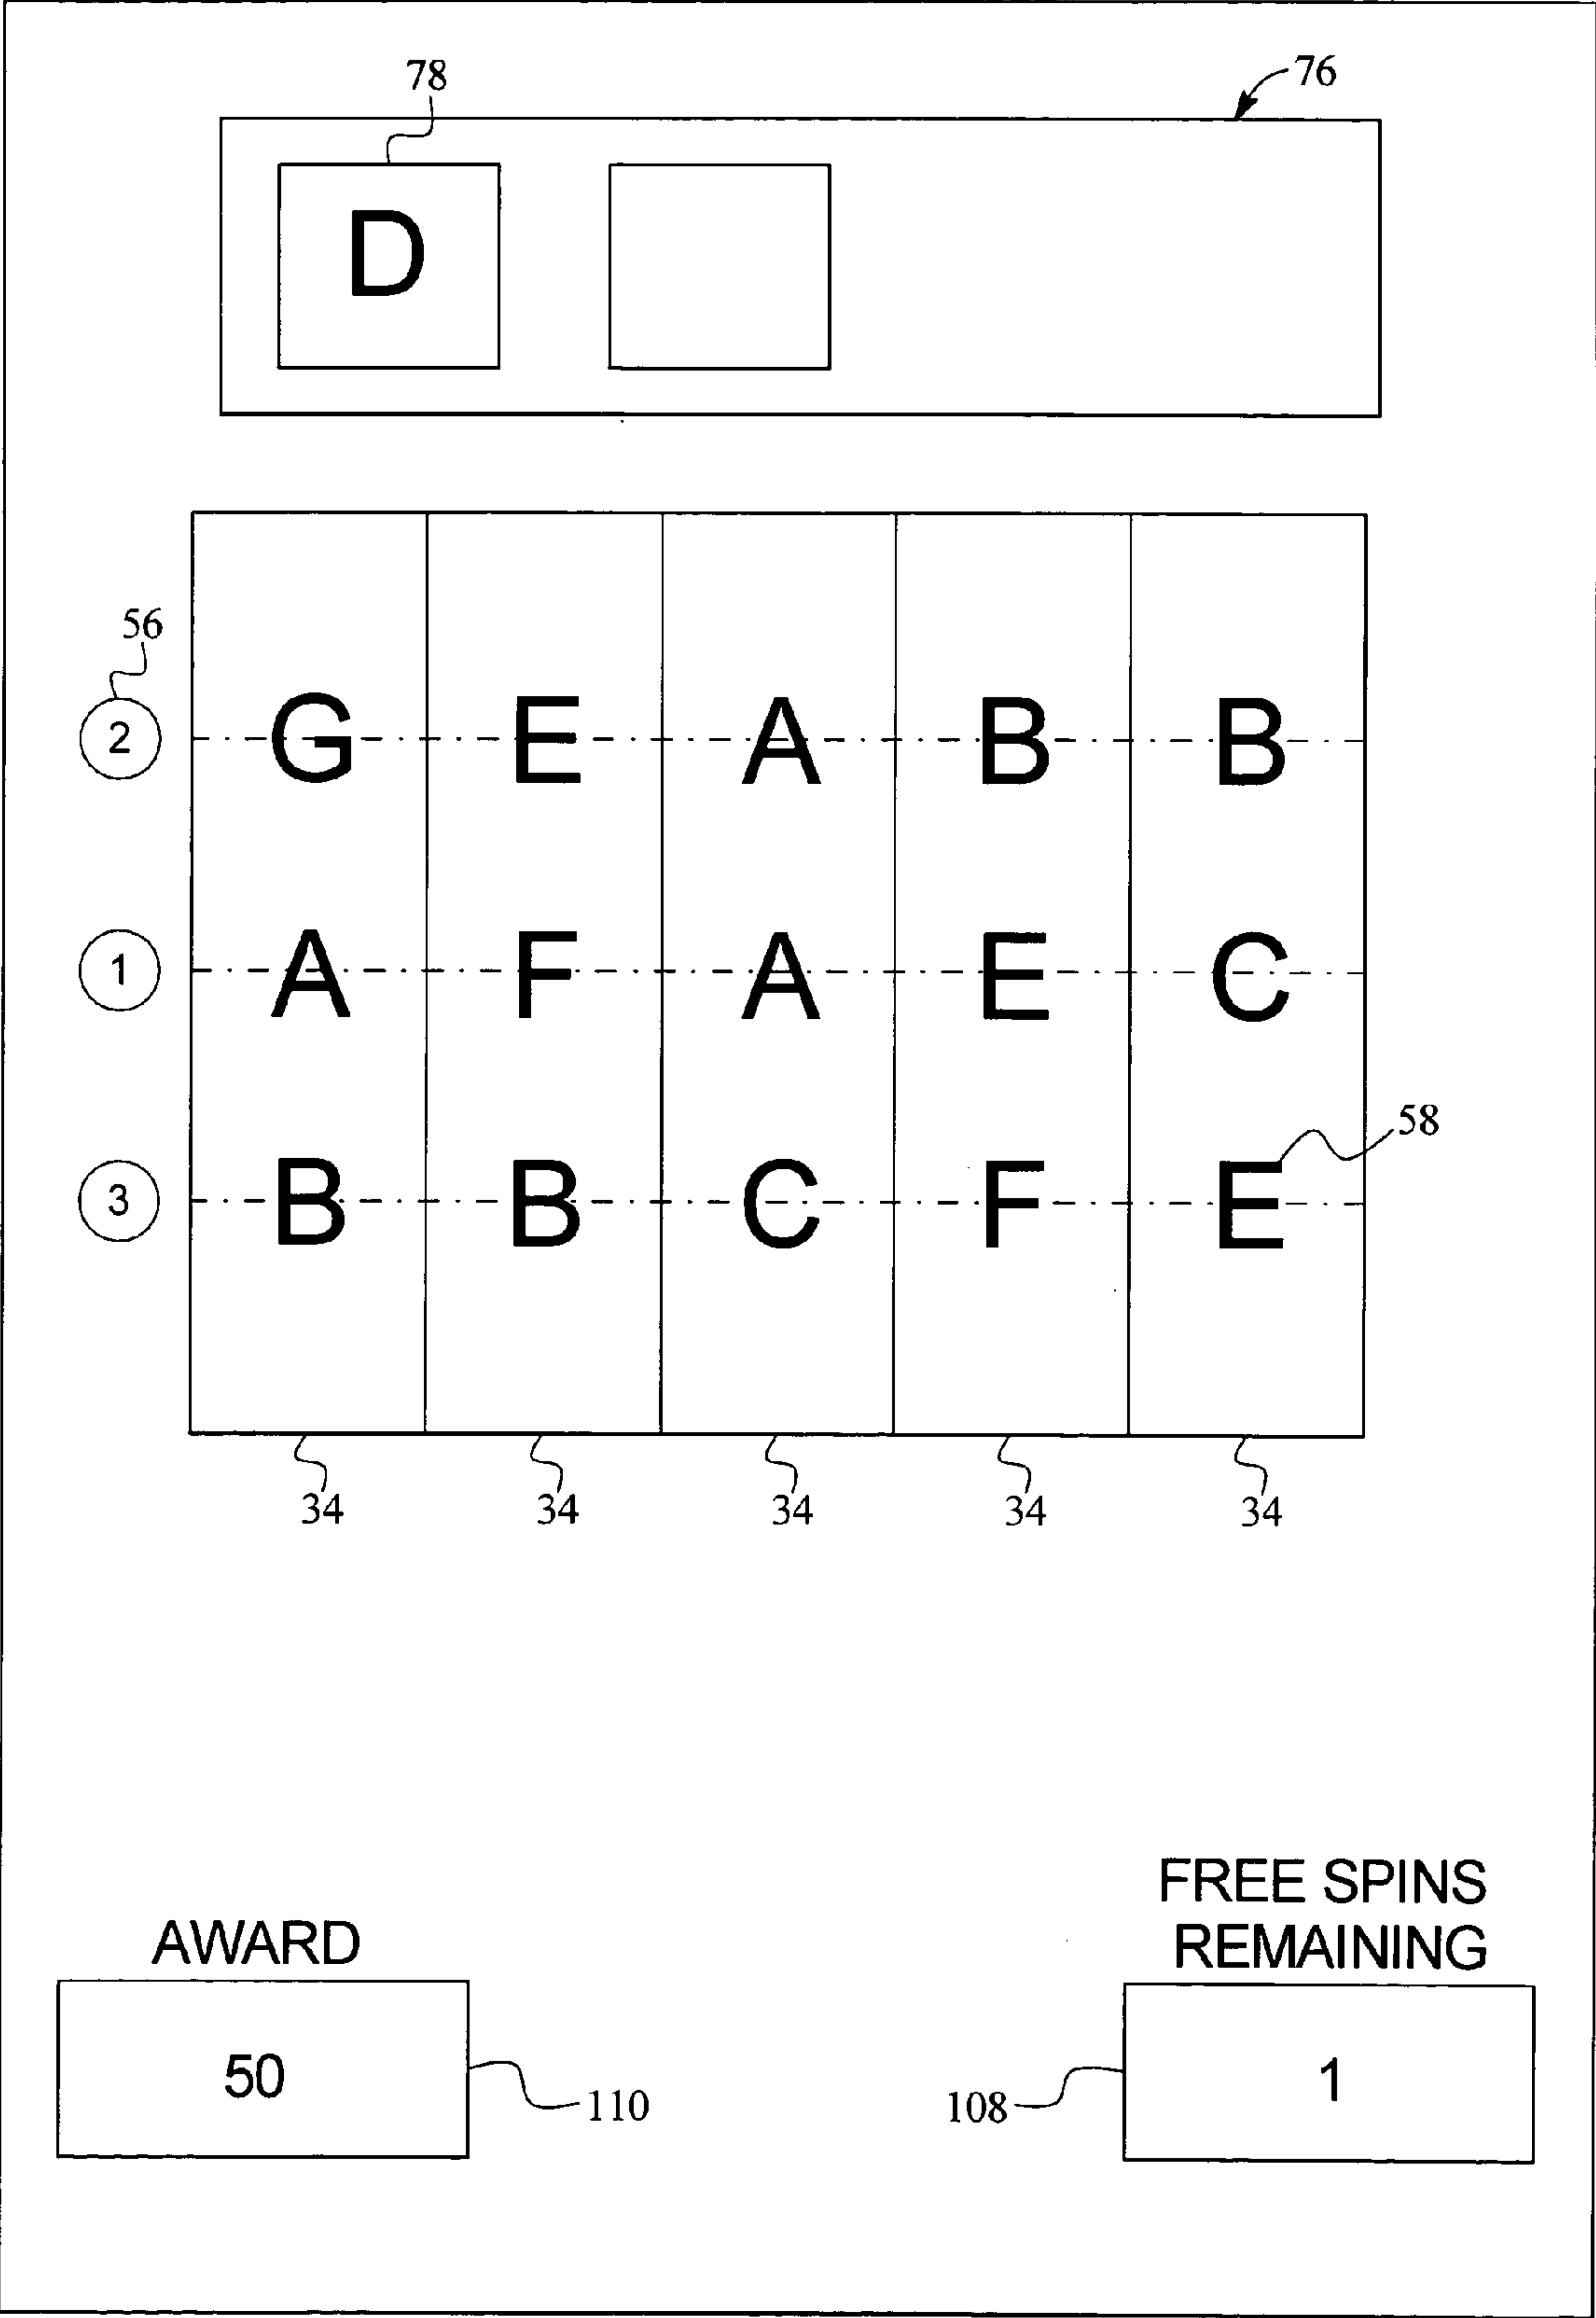 78
76
D
56
2 G E A B B
1 A F A E C
58
3 B B C F E
34 34 34 34 34
FREE SPINS
AWARD REMAINING
50 1
110 108